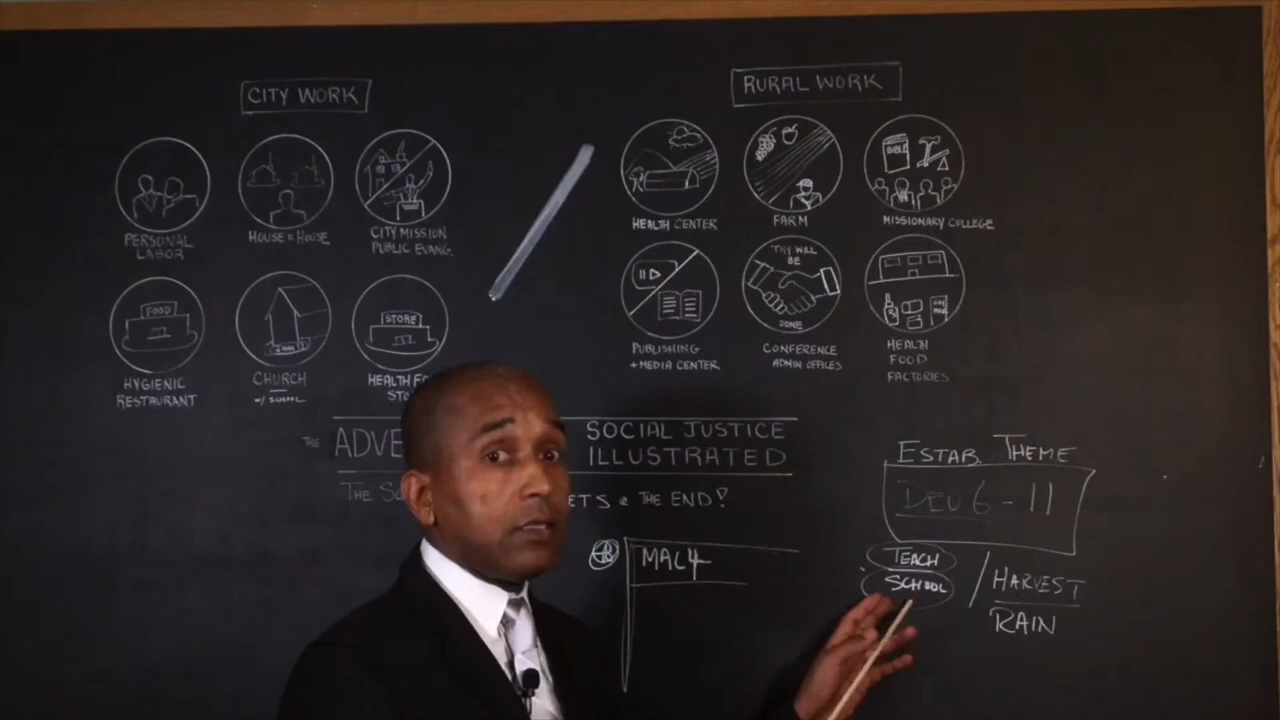 CITY WORK
PERSONAL
LABOR
HOUSE 2 HOUSE
CITY MISSION
PUBLIC EVANG.
FOOD
HYGIENIC
RESTAURANT
CHURCH
W/ SCHOOL
STORE
HEALTH
RURAL WORK
HEALTH CENTER
FARM
BIBLE
MISSIONARY COLLEGE
PUBLISHING
+ MEDIA CENTER
THY WILL
BE
DONE
CONFERENCE
ADMIN OFFICES
HEALTH
FOOD
FACTORIES
THE ADVE SOCIAL JUSTICE
ILLUSTRATED
THE THE END!
MAL 4
ESTAB. THEME
DEU 6-11
TEACH
SCHOOL
/ HARVEST
RAIN